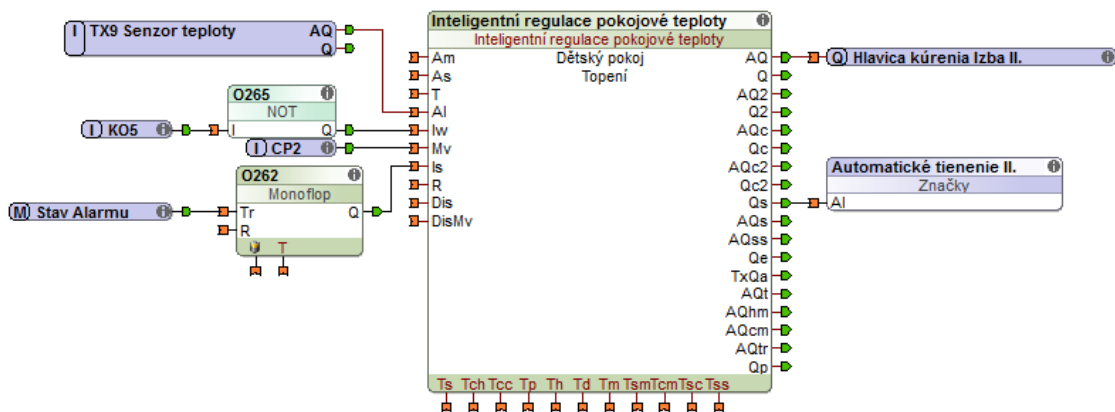 I TX9 Senzor teploty AQ
Q
O265
NOT
I KO5
I Q
I CP2
O262
Monoflop
M Stav Alarmu
Tr Q
R
T
Inteligentní regulace pokojové teploty
Inteligentní regulace pokojové teploty
Am Dětský pokoj AQ
As Topení Q
T AQ2
AI Q2
Iw AQc
Mv Qc
Is AQc2
R Qc2
Dis Qs
DisMv AQs
AQss
Qe
TxQa
AQt
AQhm
AQcm
AQtr
Qp
Ts Tch Tcc Tp Th Td Tm Tsm Tcm Tsc Tss
Q Hlavica kúrenia Izba II.
Automatické tienenie II.
Značky
AI